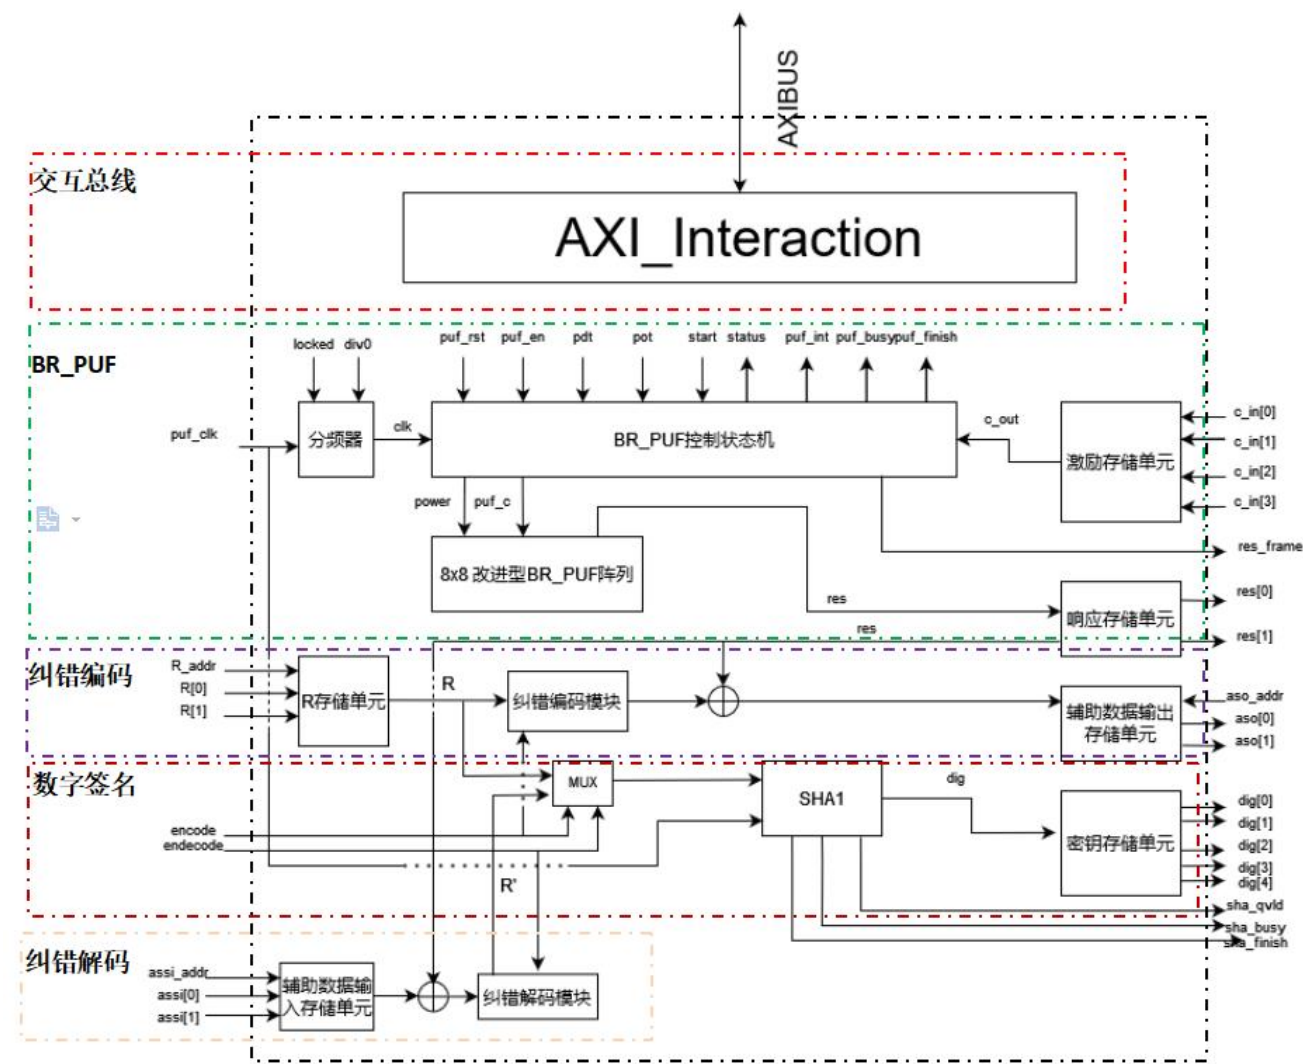 AXIBUS
交互总线
AXI_Interaction
BR_PUF
locked
div0
puf_rst
puf_en
pdt
pot
start
status
puf_int
puf_busy
puf_finish
puf_clk
分频器
clk
BR_PUF控制状态机
c_out
激励存储单元
c_in[0]
c_in[1]
c_in[2]
c_in[3]
power
puf_c
8x8 改进型BR_PUF阵列
res_frame
res
响应存储单元
res[0]
res[1]
res
纠错编码
R_addr
R[0]
R[1]
R存储单元
R
纠错编码模块
辅助数据输出
存储单元
aso_addr
aso[0]
aso[1]
数字签名
MUX
SHA1
dig
密钥存储单元
dig[0]
dig[1]
dig[2]
dig[3]
dig[4]
encode
endecode
R'
sha_qvld
sha_busy
sha_finish
纠错解码
assi_addr
assi[0]
assi[1]
辅助数据输
入存储单元
纠错解码模块